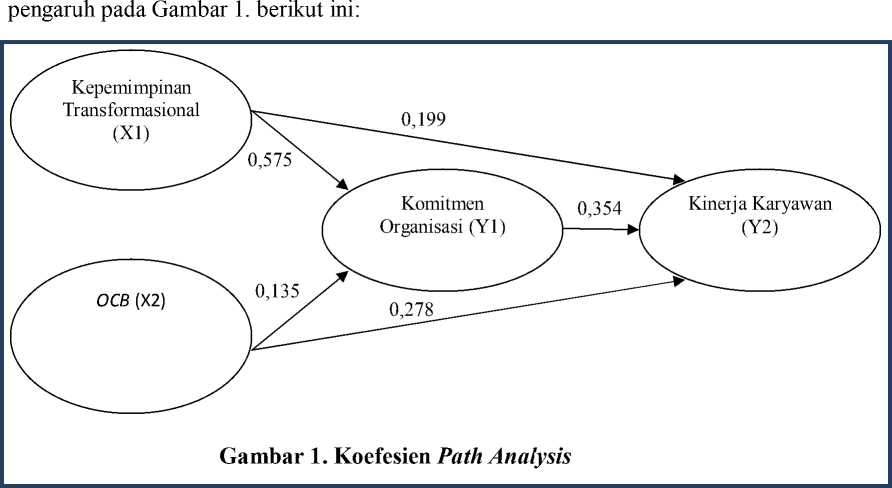 pengaruh pada Gambar 1. berikut ini:
Kepemimpinan
Transformasional
(X1)
0,199
0,575
Komitmen
Organisasi (Y1)
0,354
Kinerja Karyawan
(Y2)
OCB (X2)
0,135
0,278
Gambar 1. Koefesien Path Analysis